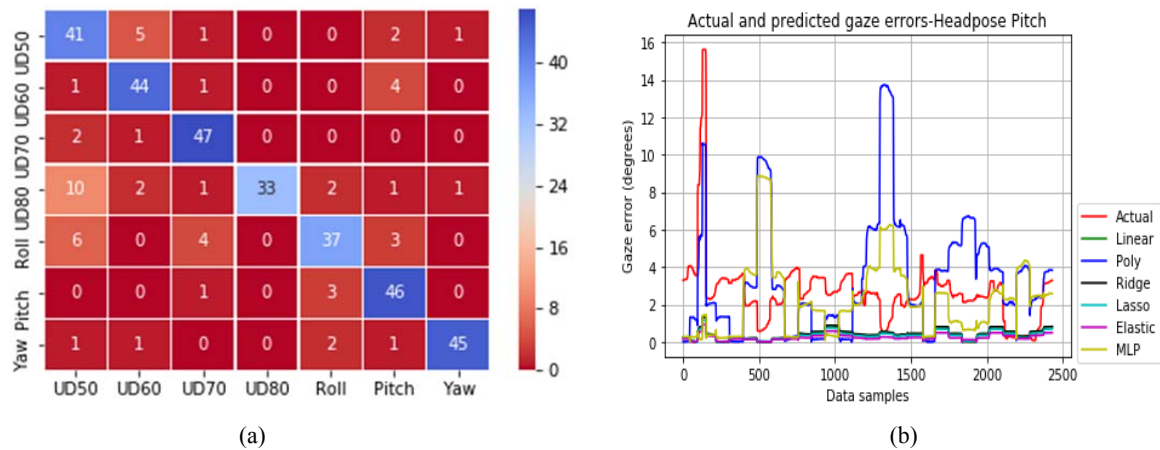 41 5 1 0 0 2 1
1 44 1 0 0 4 0
2 1 47 0 0 0 0
10 2 1 33 2 1 1
6 0 4 0 37 3 0
0 0 1 0 3 46 0
1 1 0 0 2 1 45
UD50
UD60
UD70
UD80
Roll
Pitch
Yaw
UD50 UD60 UD70 UD80 Roll Pitch Yaw
40
32
24
16
8
0
(a)
Actual and predicted gaze errors-Headpose Pitch
Gaze error (degrees)
16
14
12
10
8
6
4
2
0
0 500 1000 1500 2000 2500
Data samples
Actual
Linear
Poly
Ridge
Lasso
Elastic
MLP
(b)